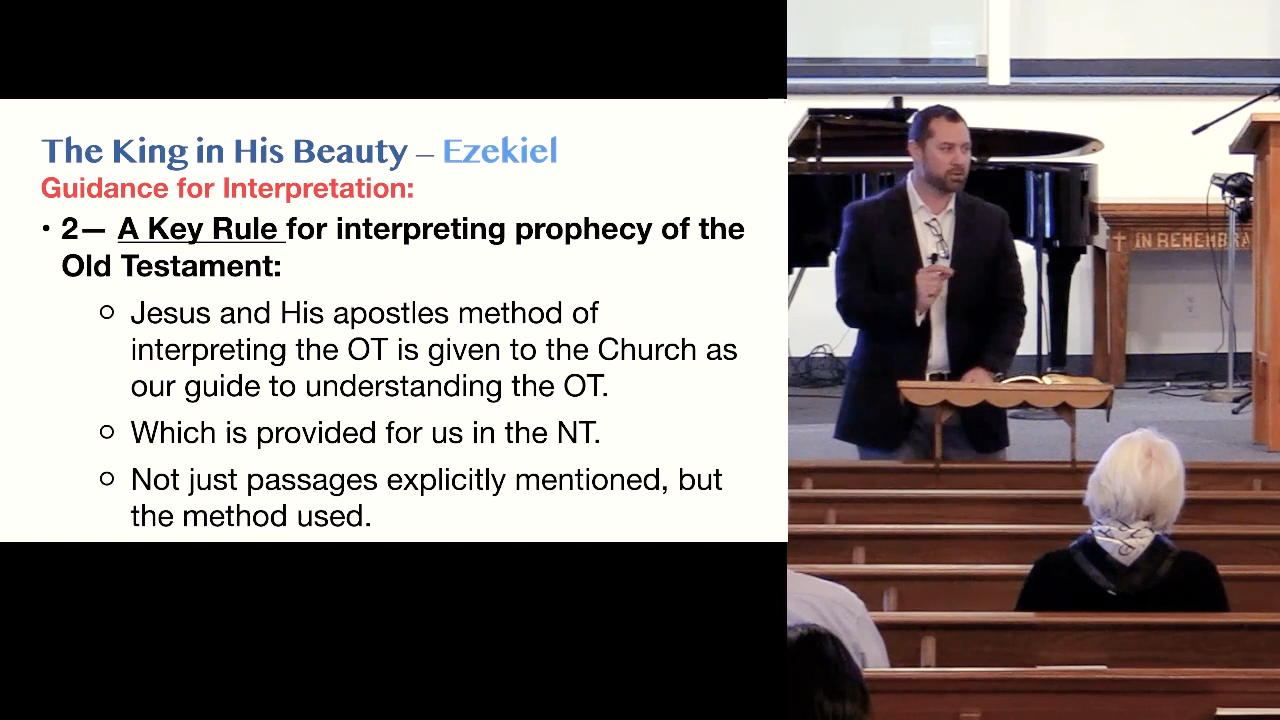 The King in His Beauty – Ezekiel
Guidance for Interpretation:
• 2— A Key Rule for interpreting prophecy of the
Old Testament:
○ Jesus and His apostles method of
interpreting the OT is given to the Church as
our guide to understanding the OT.
○ Which is provided for us in the NT.
○ Not just passages explicitly mentioned, but
the method used.
IN REMEMBRA